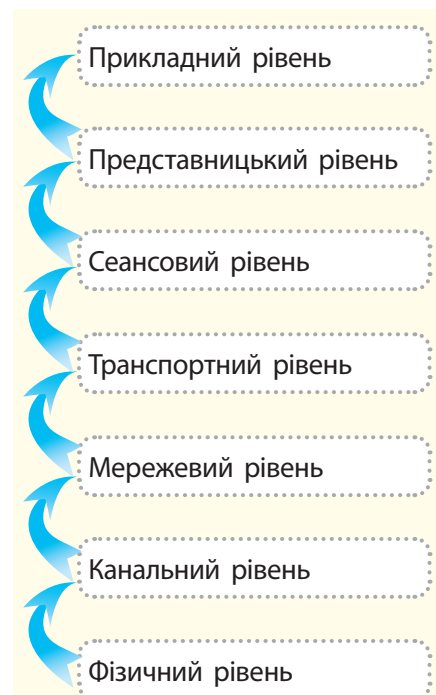 Прикладний рівень
Представницький рівень
Сеансовий рівень
Транспортний рівень
Мережевий рівень
Канальний рівень
Фізичний рівень